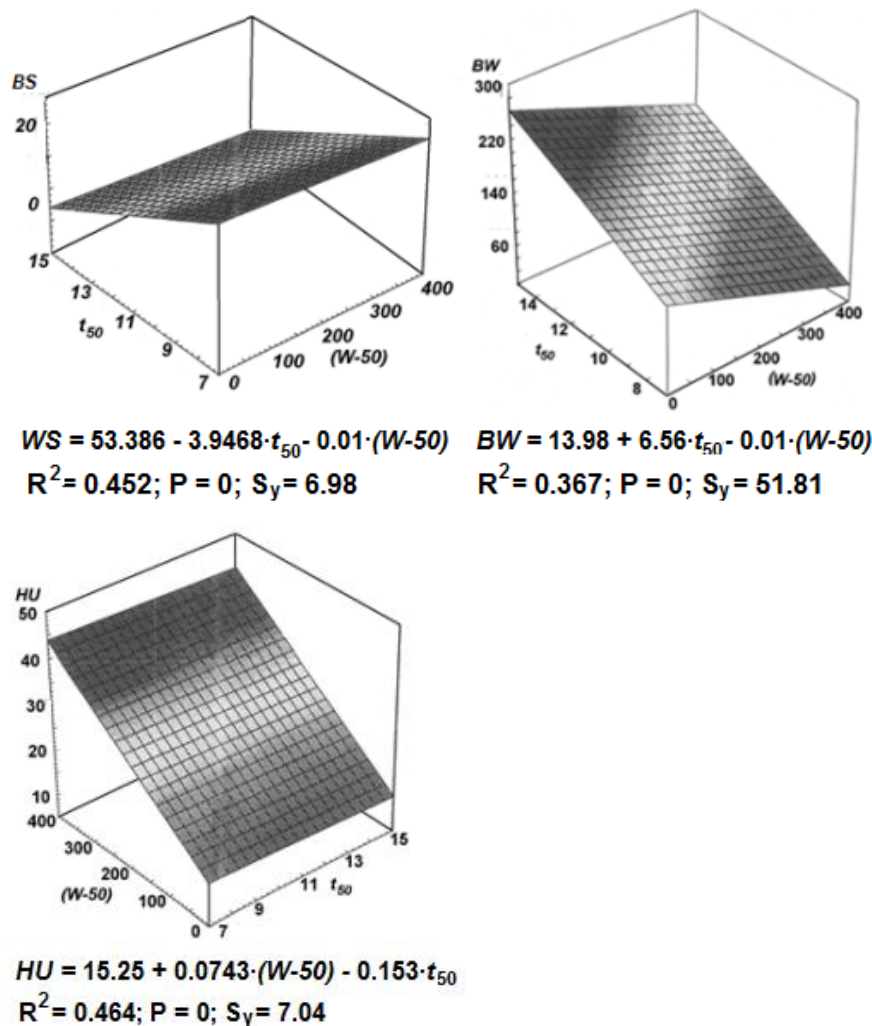 BS
20
0
15
13
11
9
7
t50
0
100
200
300
400
(W-50)
BW
300
220
140
60
14
12
10
8
t50
0
100
200
300
400
(W-50)
WS = 53.386 - 3.9468·t50- 0.01·(W-50)
R2= 0.452; P = 0; Sy= 6.98
BW = 13.98 + 6.56·t50- 0.01·(W-50)
R2= 0.367; P = 0; Sy= 51.81
HU
50
40
30
20
10
400
300
200
100
0
(W-50)
7
9
11
13
15
t50
HU = 15.25 + 0.0743·(W-50) - 0.153·t50
R2= 0.464; P = 0; Sy= 7.04